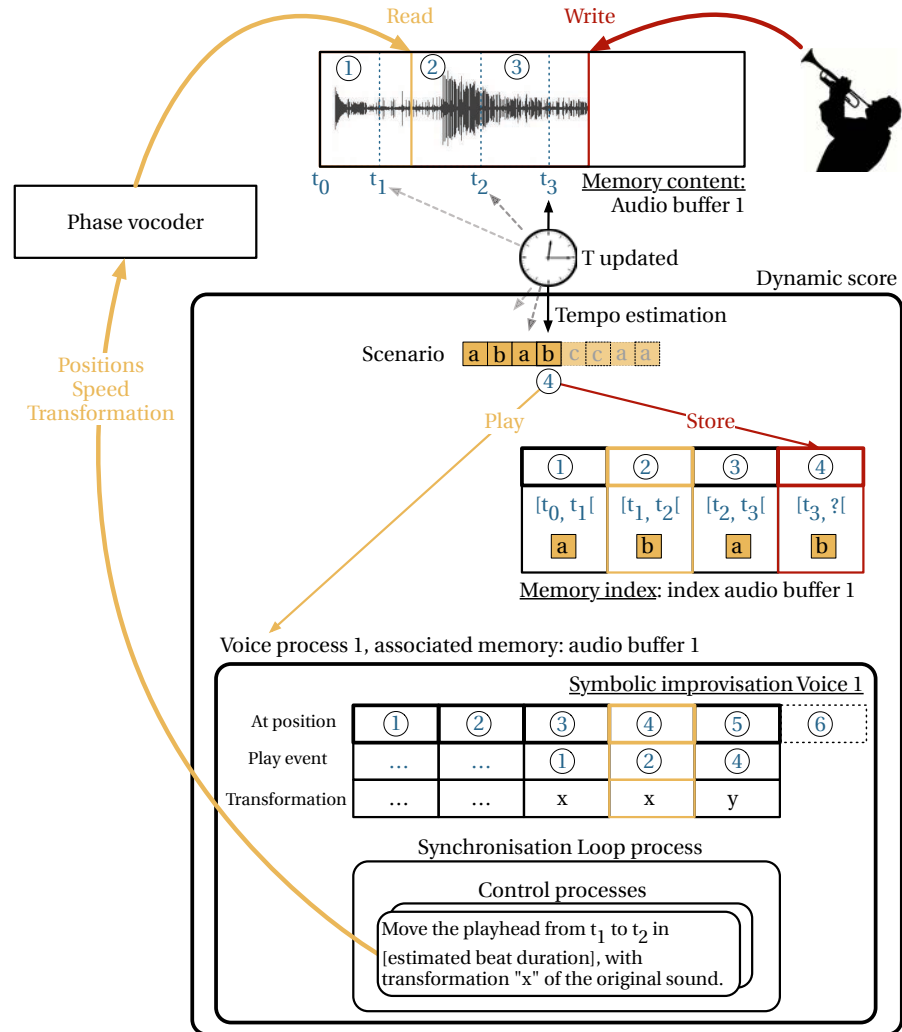 Read
Write
1 2 3
t0 t1 t2 t3
Memory content:
Audio buffer 1
Phase vocoder
T updated
Dynamic score
Tempo estimation
Scenario a b a b c c a a
4
Positions
Speed
Transformation
Play
Store
1 2 3 4
[t0, t1[ [t1, t2[ [t2, t3[ [t3, ?[
a b a b
Memory index: index audio buffer 1
Voice process 1, associated memory: audio buffer 1
Symbolic improvisation Voice 1
At position 1 2 3 4 5 6
Play event ... ... 1 2 4
Transformation ... ... x x y
Synchronisation Loop process
Control processes
Move the playhead from t1 to t2 in
[estimated beat duration], with
transformation "x" of the original sound.